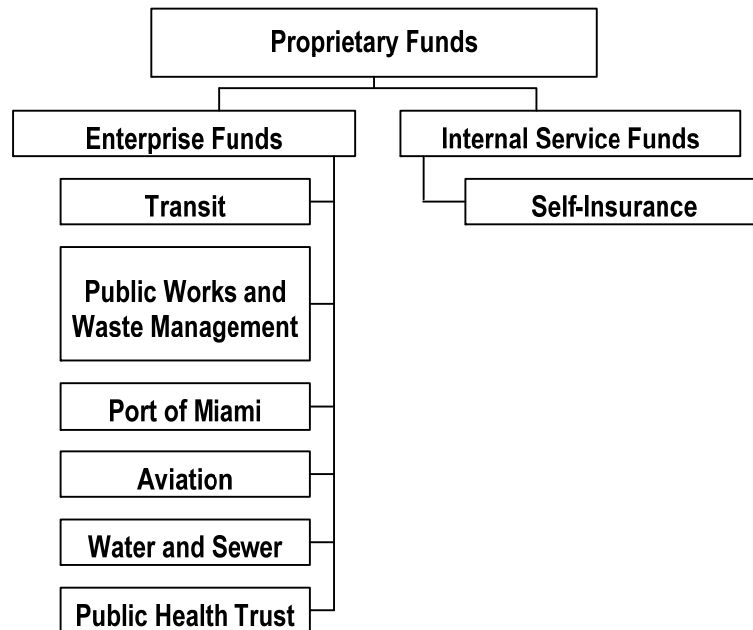 Proprietary Funds
Enterprise Funds
Internal Service Funds
Transit
Self-Insurance
Public Works and
Waste Management
Port of Miami
Aviation
Water and Sewer
Public Health Trust